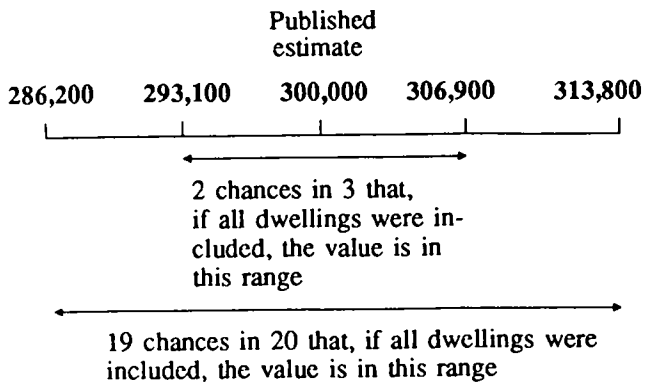 Published
estimate
286,200 293,100 300,000 306,900 313,800
2 chances in 3 that,
if all dwellings were in-
cluded, the value is in
this range
19 chances in 20 that, if all dwellings were
included, the value is in this range